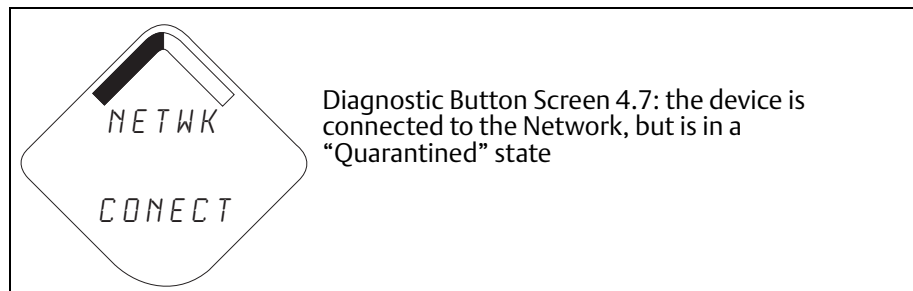 NETWK
CONECT
Diagnostic Button Screen 4.7: the device is
connected to the Network, but is in a
“Quarantined” state